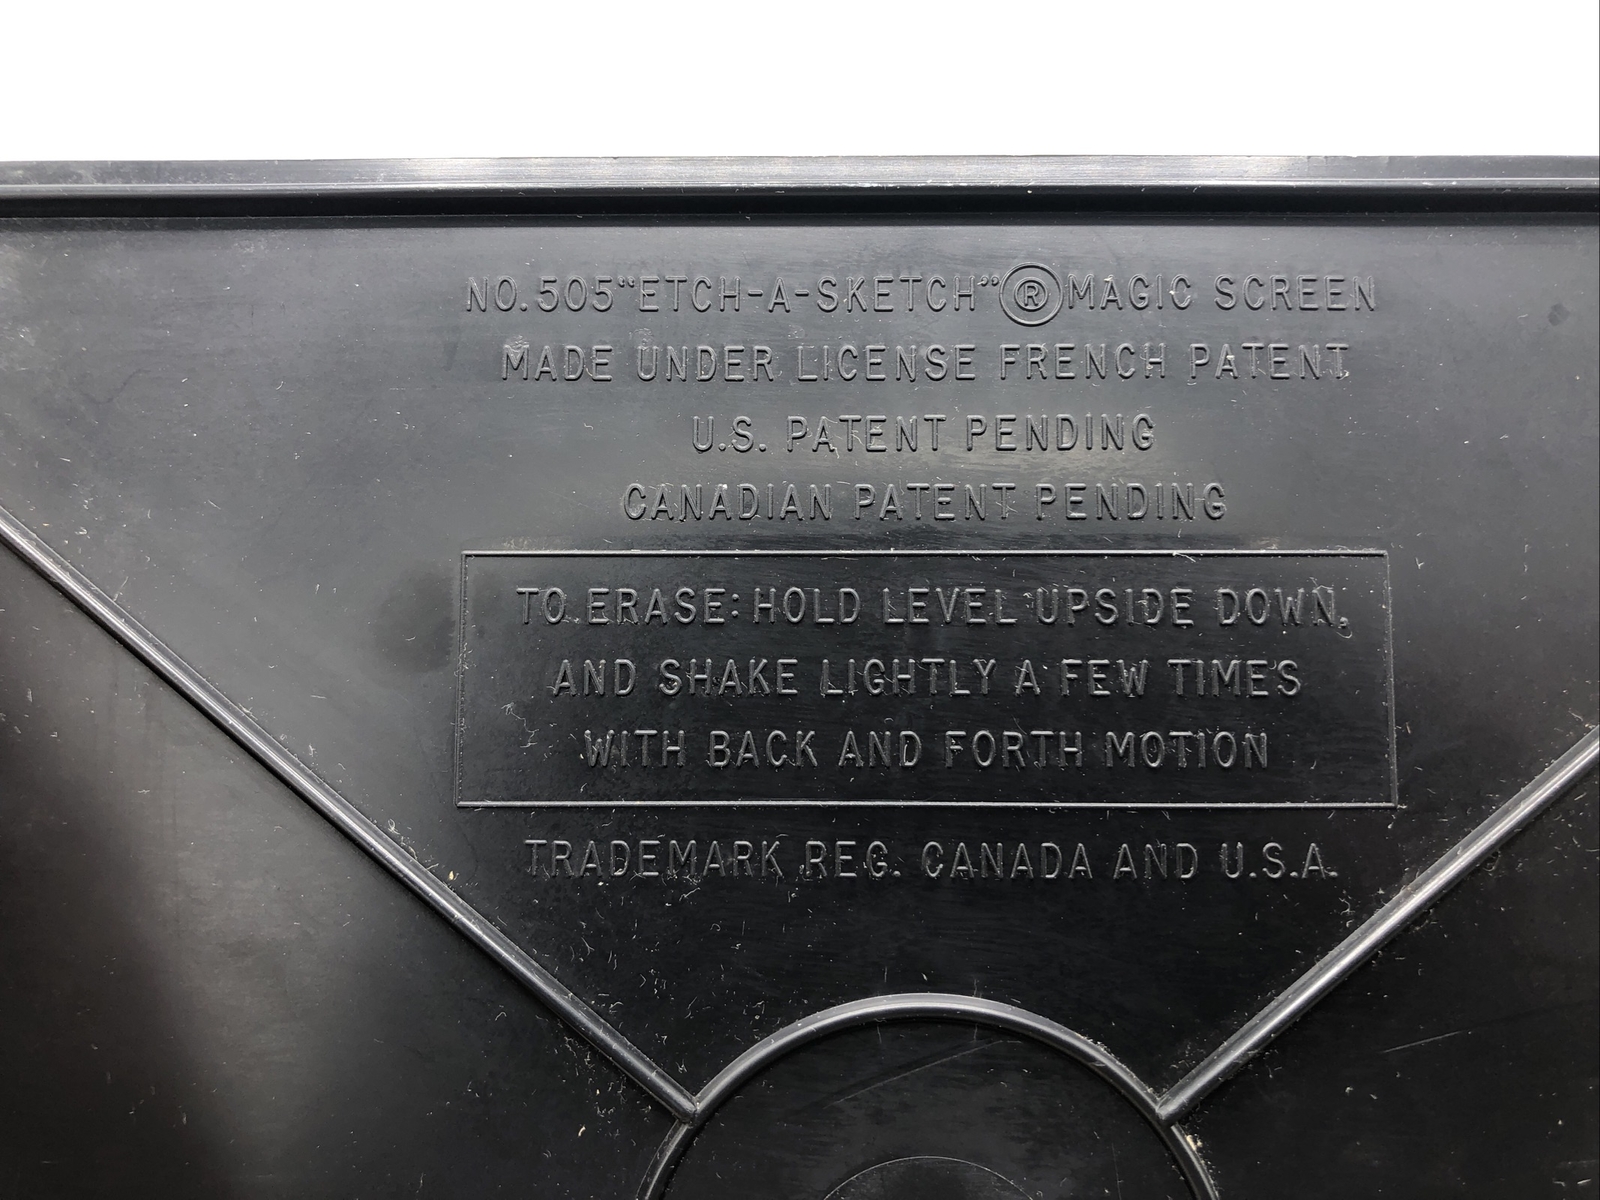 NO. 505 “ETCH-A-SKETCH” ® MAGIC SCREEN
MADE UNDER LICENSE FRENCH PATENT
U.S. PATENT PENDING
CANADIAN PATENT PENDING
TO ERASE: HOLD LEVEL UPSIDE DOWN,
AND SHAKE LIGHTLY A FEW TIME'S
WITH BACK AND FORTH MOTION
TRADEMARK REG. CANADA AND U.S.A.